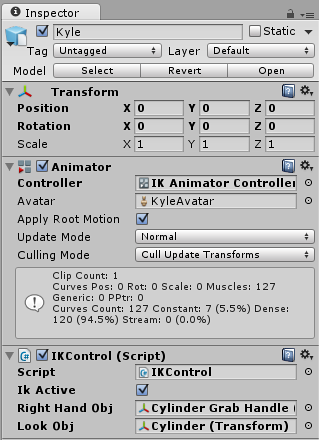 Inspector
Kyle
Static
Tag Untagged Layer Default
Model Select Revert Open
Transform
Position X 0 Y 0 Z 0
Rotation X 0 Y 0 Z 0
Scale X 1 Y 1 Z 1
Animator
Controller IK Animator Controller
Avatar KyleAvatar
Apply Root Motion
Update Mode Normal
Culling Mode Cull Update Transforms
Clip Count: 1
Curves Pos: 0 Rot: 0 Scale: 0 Muscles: 127
Generic: 0 PPtr: 0
Curves Count: 127 Constant: 7 (5.5%) Dense:
120 (94.5%) Stream: 0 (0.0%)
IKControl (Script)
Script IKControl
Ik Active
Right Hand Obj Cylinder Grab Handle (
Look Obj Cylinder (Transform)